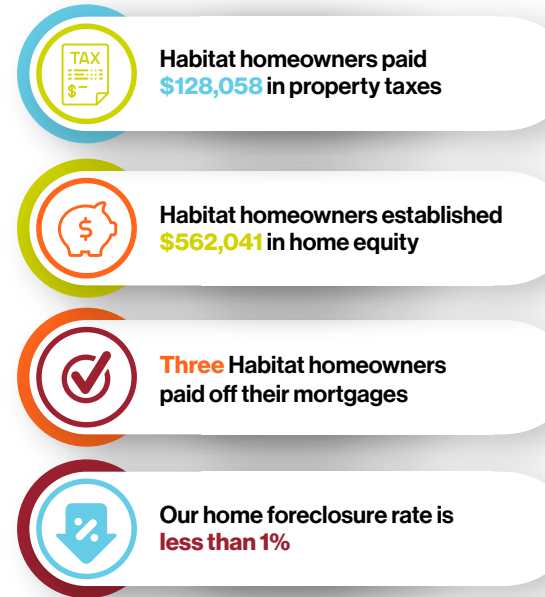 TAX
$
Habitat homeowners paid
$128,058 in property taxes
$
Habitat homeowners established
$562,041 in home equity
Three Habitat homeowners
paid off their mortgages
%
Our home foreclosure rate is
less than 1%